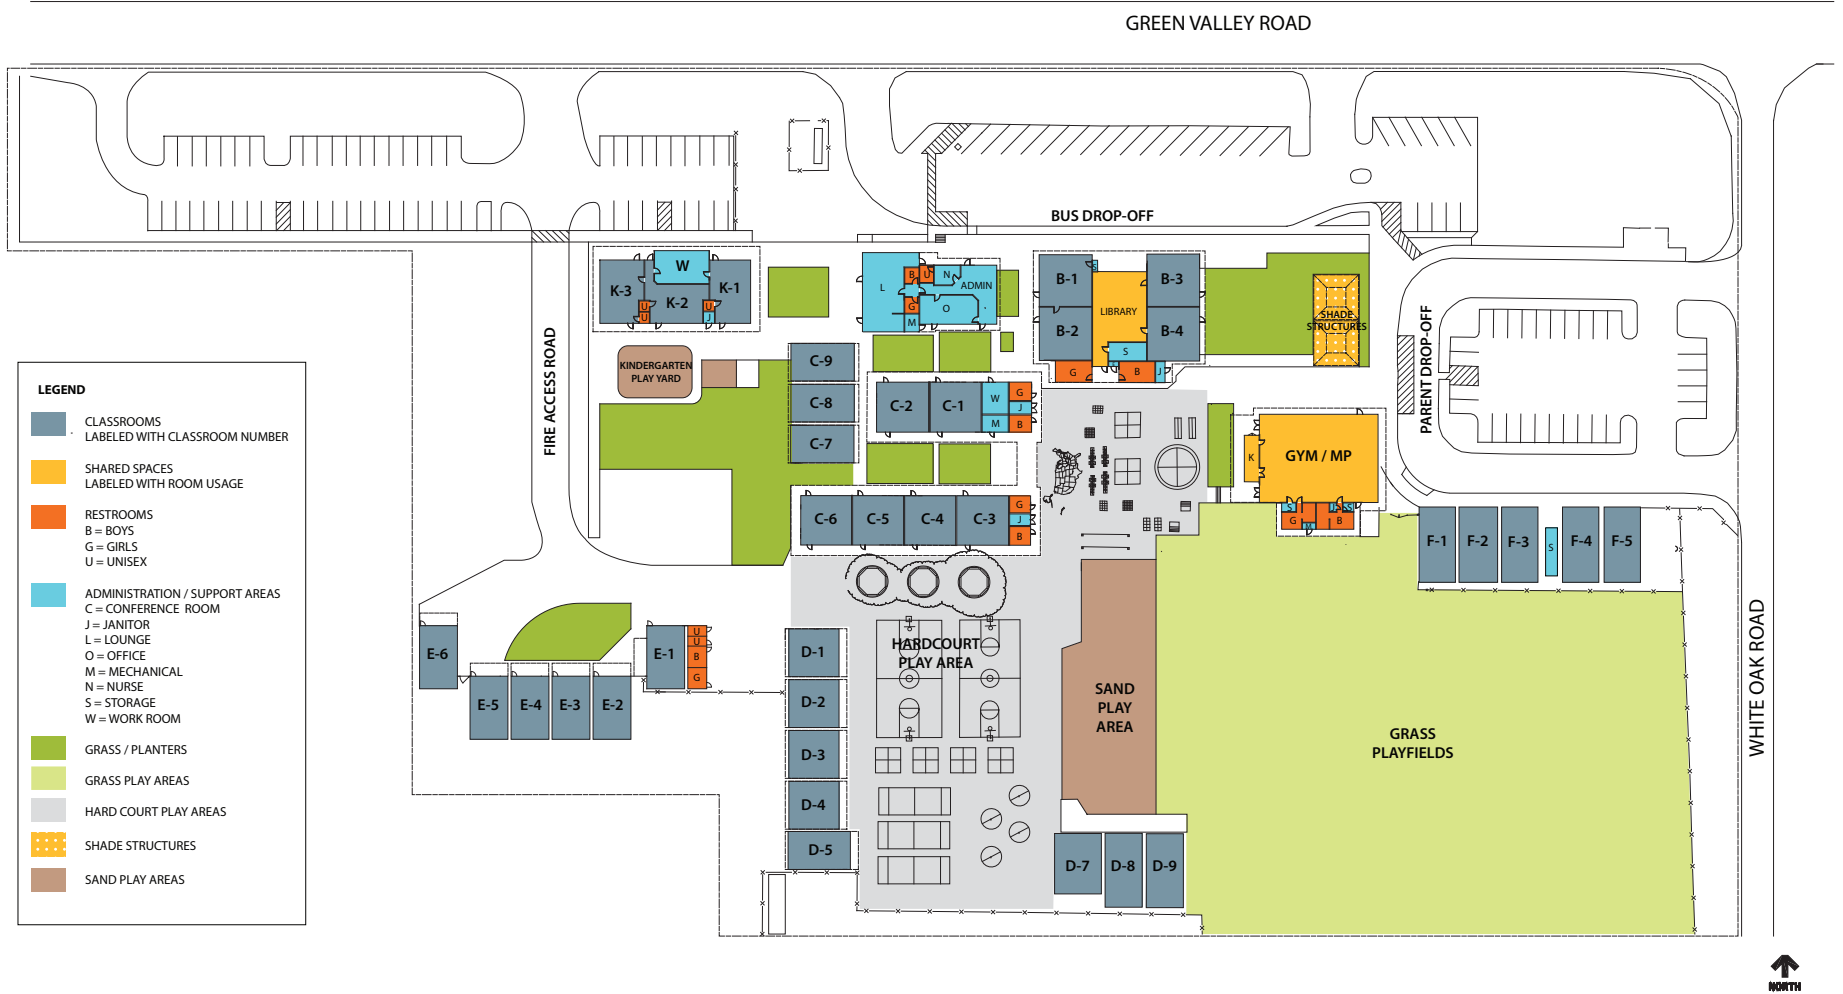 GREEN VALLEY ROAD
BUS DROP-OFF
W
K-3
K-2
K-1
U
U
U
J
L
B
U
N
ADMIN
G
O
M
B-1
S
B-3
LIBRARY
B-2
B-4
S
G
B
J
SHADE
STRUCTURES
PARENT DROP-OFF
FIRE ACCESS ROAD
KINDERGARTEN
PLAY YARD
C-9
C-8
C-7
C-2
C-1
W
M
G
J
B
C-6
C-5
C-4
C-3
G
J
B
K
GYM / MP
S
G
M
J
S
B
F-1
F-2
F-3
S
F-4
F-5
E-6
E-5
E-4
E-3
E-2
E-1
U
U
B
G
D-1
D-2
D-3
D-4
D-5
HARDCOURT
PLAY AREA
SAND
PLAY
AREA
D-7
D-8
D-9
GRASS
PLAYFIELDS
WHITE OAK ROAD
LEGEND
CLASSROOMS
LABELED WITH CLASSROOM NUMBER
SHARED SPACES
LABELED WITH ROOM USAGE
RESTROOMS
B = BOYS
G = GIRLS
U = UNISEX
ADMINISTRATION / SUPPORT AREAS
C = CONFERENCE ROOM
J = JANITOR
L = LOUNGE
O = OFFICE
M = MECHANICAL
N = NURSE
S = STORAGE
W = WORK ROOM
GRASS / PLANTERS
GRASS PLAY AREAS
HARD COURT PLAY AREAS
SHADE STRUCTURES
SAND PLAY AREAS
NORTH